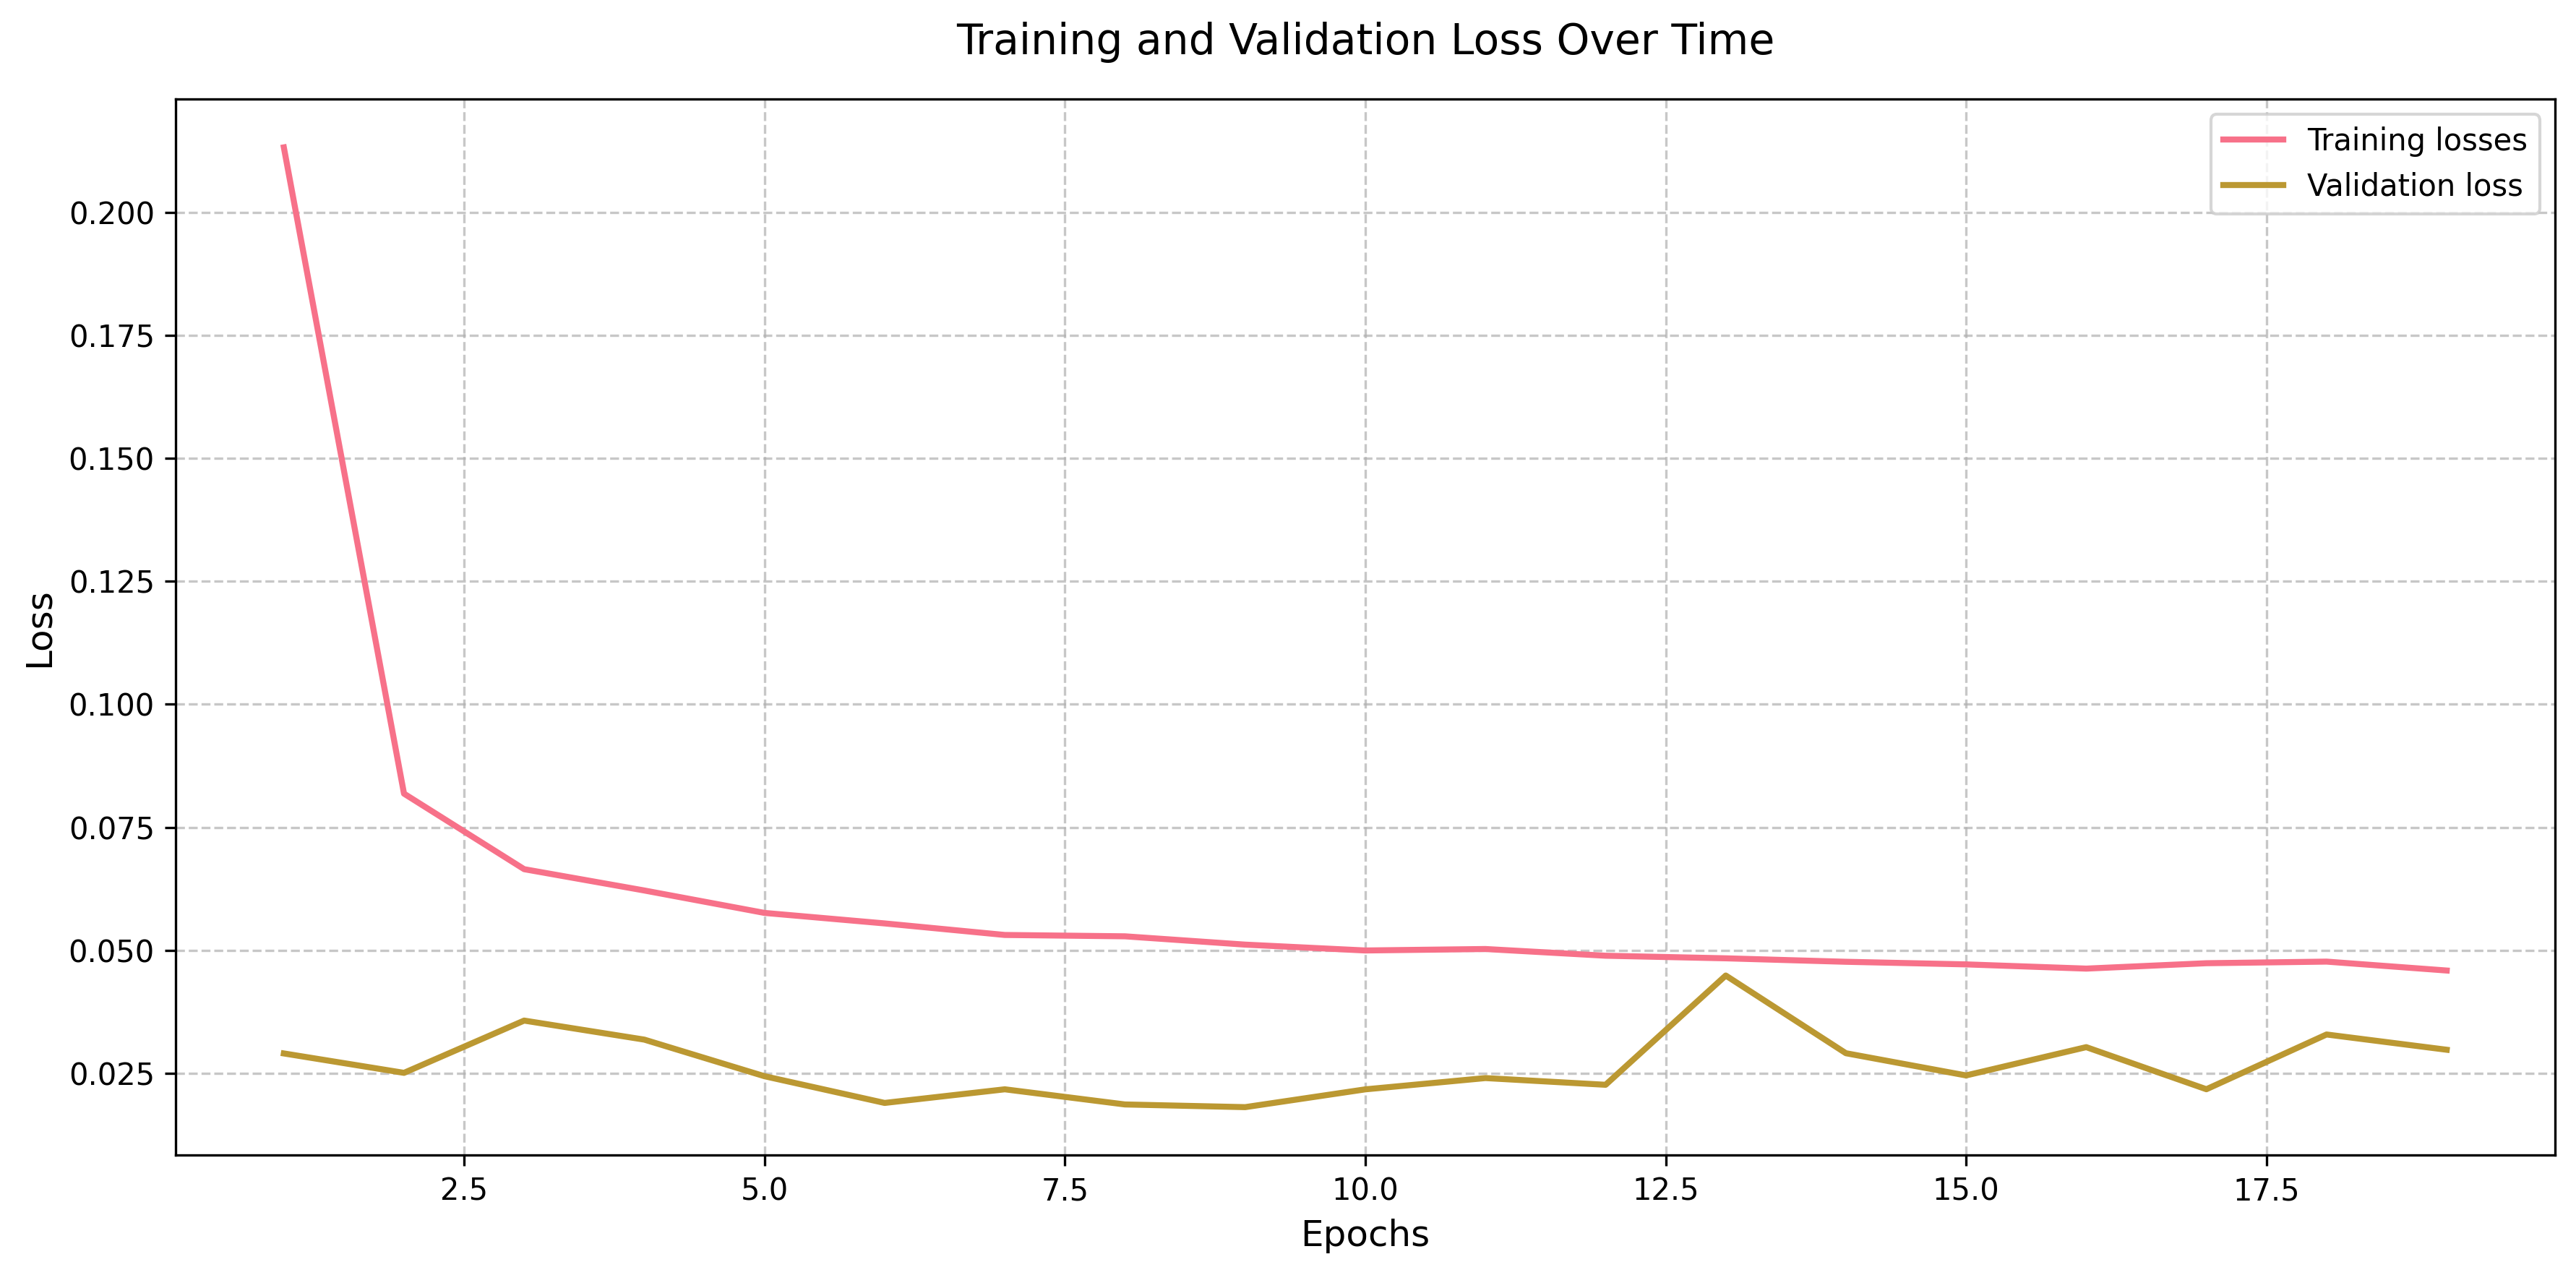 Training and Validation Loss Over Time
Training losses
Validation loss
0.200
0.175
0.150
0.125
0.100
0.075
0.050
0.025
Loss
2.5 5.0 7.5 10.0 12.5 15.0 17.5
Epochs